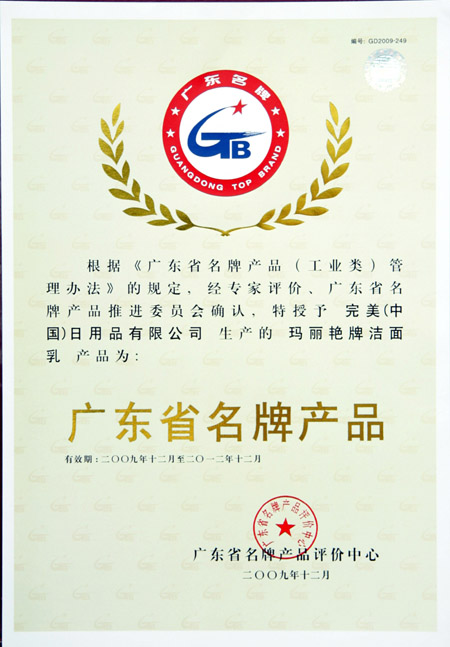 编号：GD2009-249
广东名牌
GTB
GUANGDONG TOP BRAND
根据《广东省名牌产品（工业类）管
理办法》的规定，经专家评价、广东省名
牌产品推进委员会确认，特授予 完美(中
国)日用品有限公司 生产的 玛丽艳牌洁面
乳 产品为：
广东省名牌产品
有效期：二〇〇九年十二月至二〇一二年十二月
广东省名牌产品评价中心
广东省名牌产品评价中心
二〇〇九年十二月